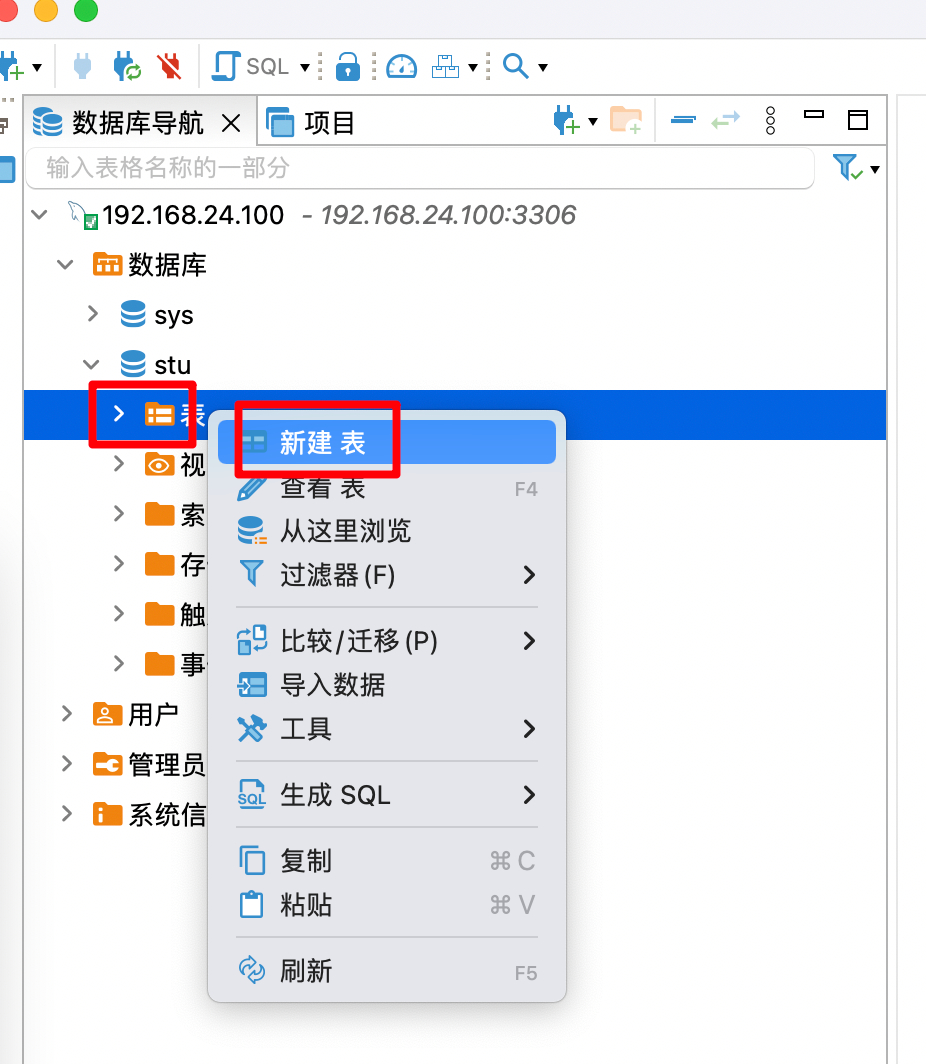 SQL
数据库导航 项目
输入表格名称的一部分
192.168.24.100 - 192.168.24.100:3306
数据库
sys
stu
表
新建 表
视
查看 表 F4
索
从这里浏览
存
过滤器(F)
触
比较/迁移(P)
事
导入数据
用户
工具
管理员
生成 SQL
系统信
复制 ⌘ C
粘贴 ⌘ V
刷新 F5